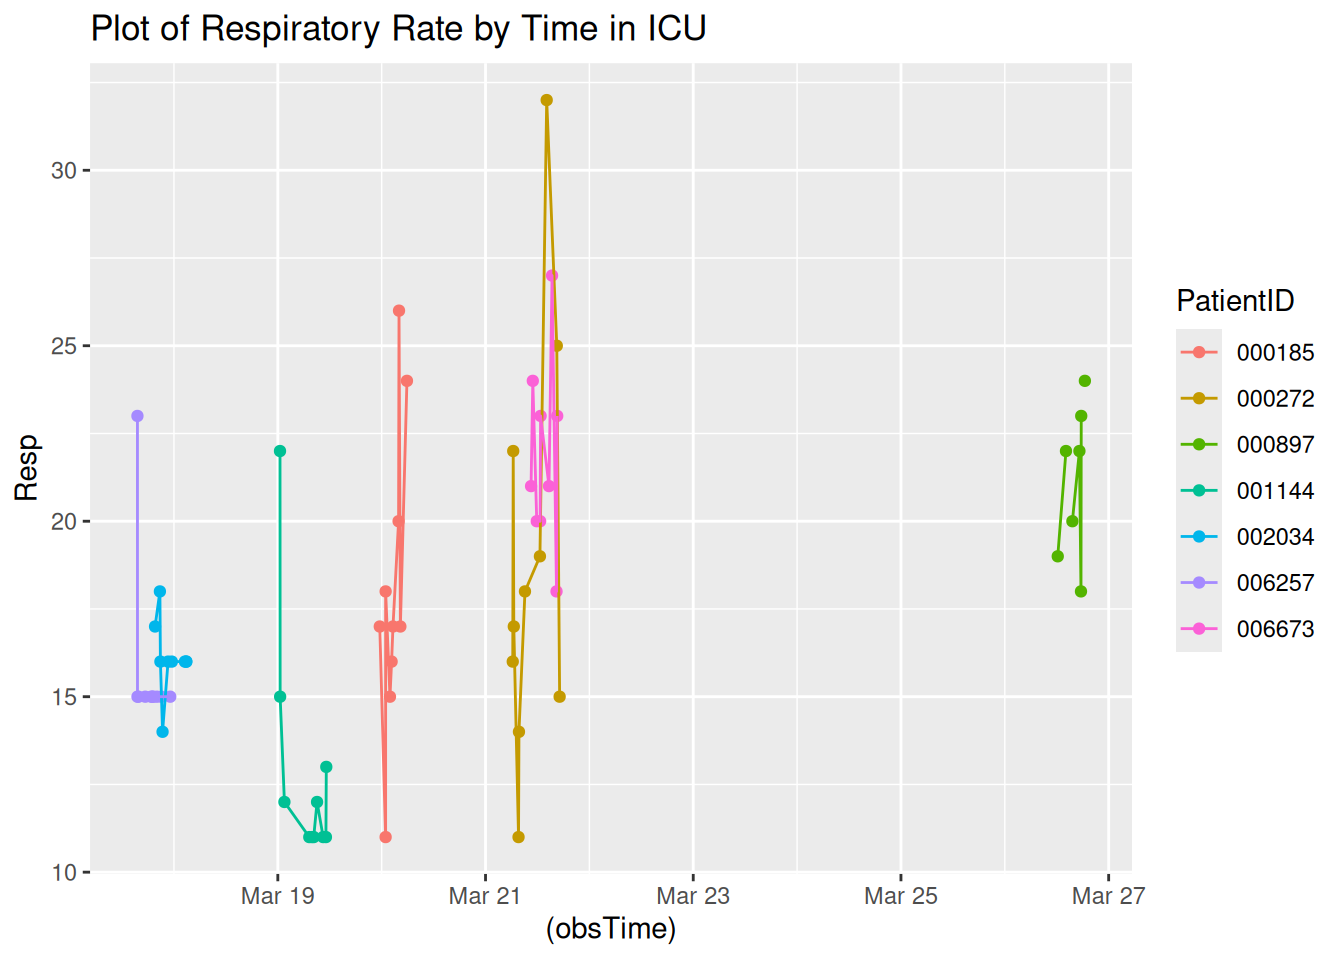 Plot of Respiratory Rate by Time in ICU
Resp
30
25
20
15
10
Mar 19 Mar 21 Mar 23 Mar 25 Mar 27
(obsTime)
PatientID
000185
000272
000897
001144
002034
006257
006673